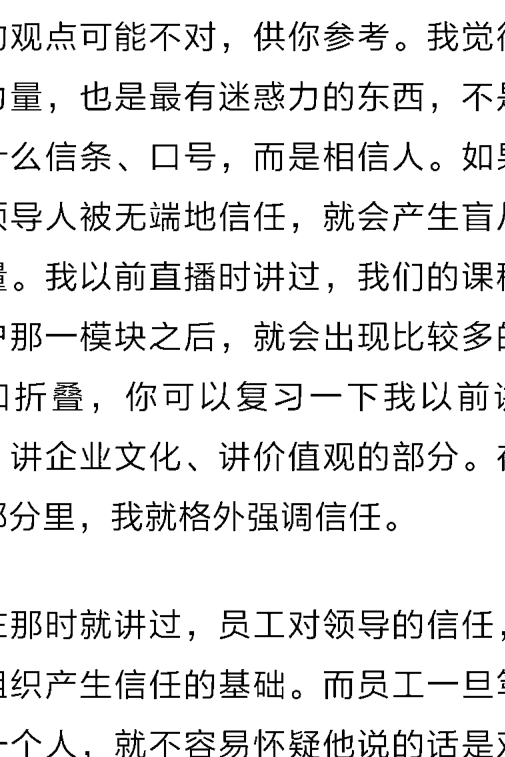 观点可能不对，供你参考。我觉得
量，也是最有迷惑力的东西，不是
么信条、口号，而是相信人。如果
领导人被无端地信任，就会产生盲
量。我以前直播时讲过，我们的课程
那一模块之后，就会出现比较多的
折叠，你可以复习一下我以前讲
讲企业文化、讲价值观的部分。在
部分里，我就格外强调信任。
在那时就讲过，员工对领导的信任，
组织产生信任的基础。而员工一旦
一个人，就不容易怀疑他说的话是对